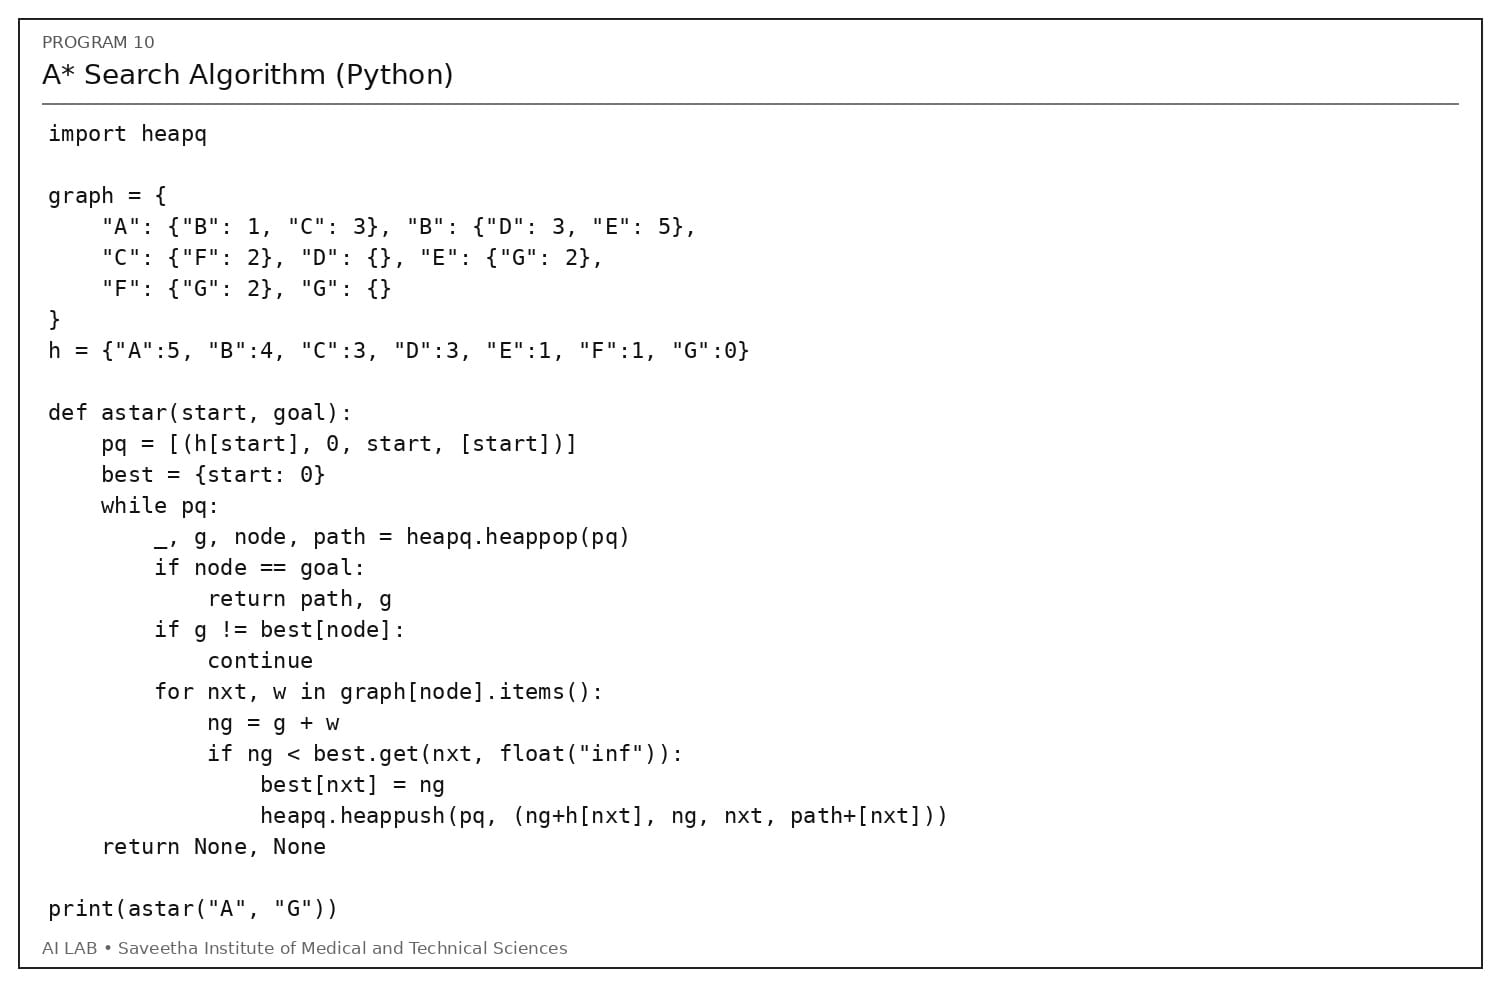 PROGRAM 10
A* Search Algorithm (Python)
import heapq
graph = {
    "A": {"B": 1, "C": 3}, "B": {"D": 3, "E": 5},
    "C": {"F": 2}, "D": {}, "E": {"G": 2},
    "F": {"G": 2}, "G": {}
}
h = {"A":5, "B":4, "C":3, "D":3, "E":1, "F":1, "G":0}
def astar(start, goal):
    pq = [(h[start], 0, start, [start])]
    best = {start: 0}
    while pq:
        _, g, node, path = heapq.heappop(pq)
        if node == goal:
            return path, g
        if g != best[node]:
            continue
        for nxt, w in graph[node].items():
            ng = g + w
            if ng < best.get(nxt, float("inf")):
                best[nxt] = ng
                heapq.heappush(pq, (ng+h[nxt], ng, nxt, path+[nxt]))
    return None, None
print(astar("A", "G"))
AI LAB • Saveetha Institute of Medical and Technical Sciences